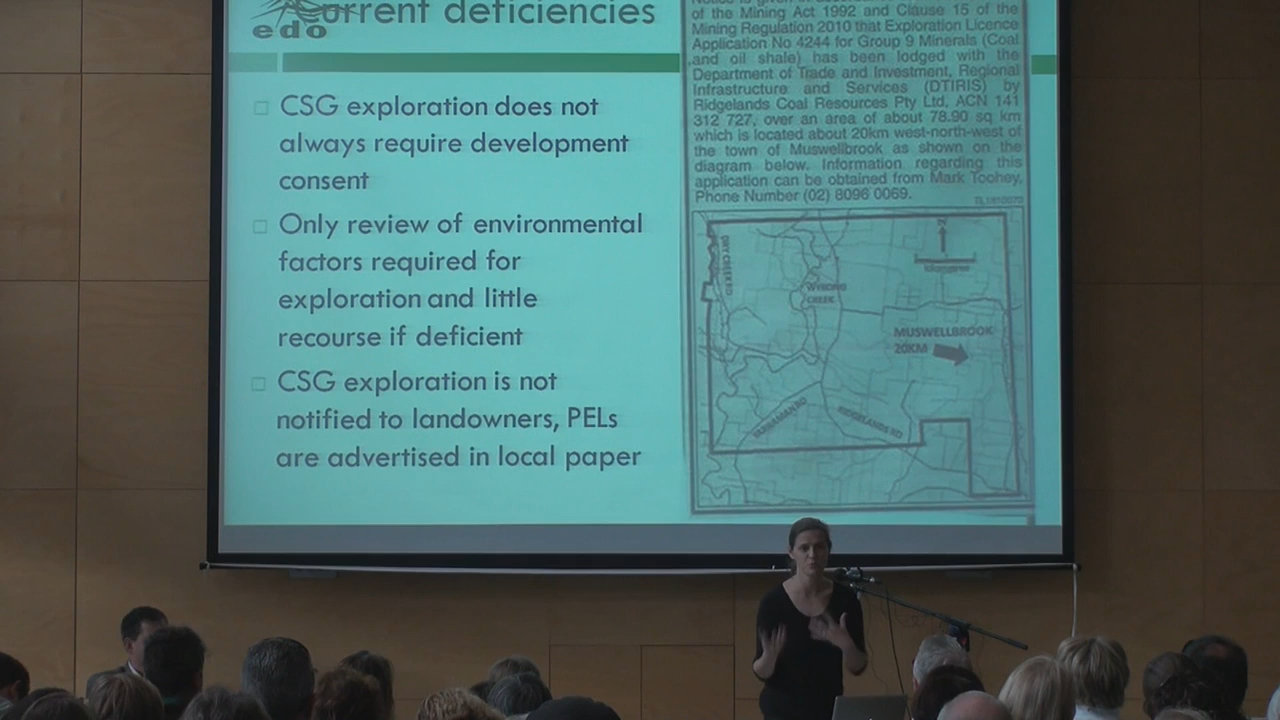 Current deficiencies
edo
CSG exploration does not
always require development
consent
Only review of environmental
factors required for
exploration and little
recourse if deficient
CSG exploration is not
notified to landowners, PELs
are advertised in local paper
of the Mining Act 1992 and Clause 15 of the
Mining Regulation 2010 that Exploration Licence
Application No 4244 for Group 9 Minerals (Coal
and oil shale) has been lodged with the
Department of Trade and Investment, Regional
Infrastructure and Services (DTIRIS) by
Ridgelands Coal Resources Pty Ltd, ACN 141
312 727, over an area of about 78.90 sq km
which is located about 20km west-north-west of
the town of Muswellbrook as shown on the
diagram below. Information regarding this
application can be obtained from Mark Toohey,
Phone Number (02) 8096 0069.
N
WYBONG
CREEK
MUSWELLBROOK
20KM
RIDGELANDS RD